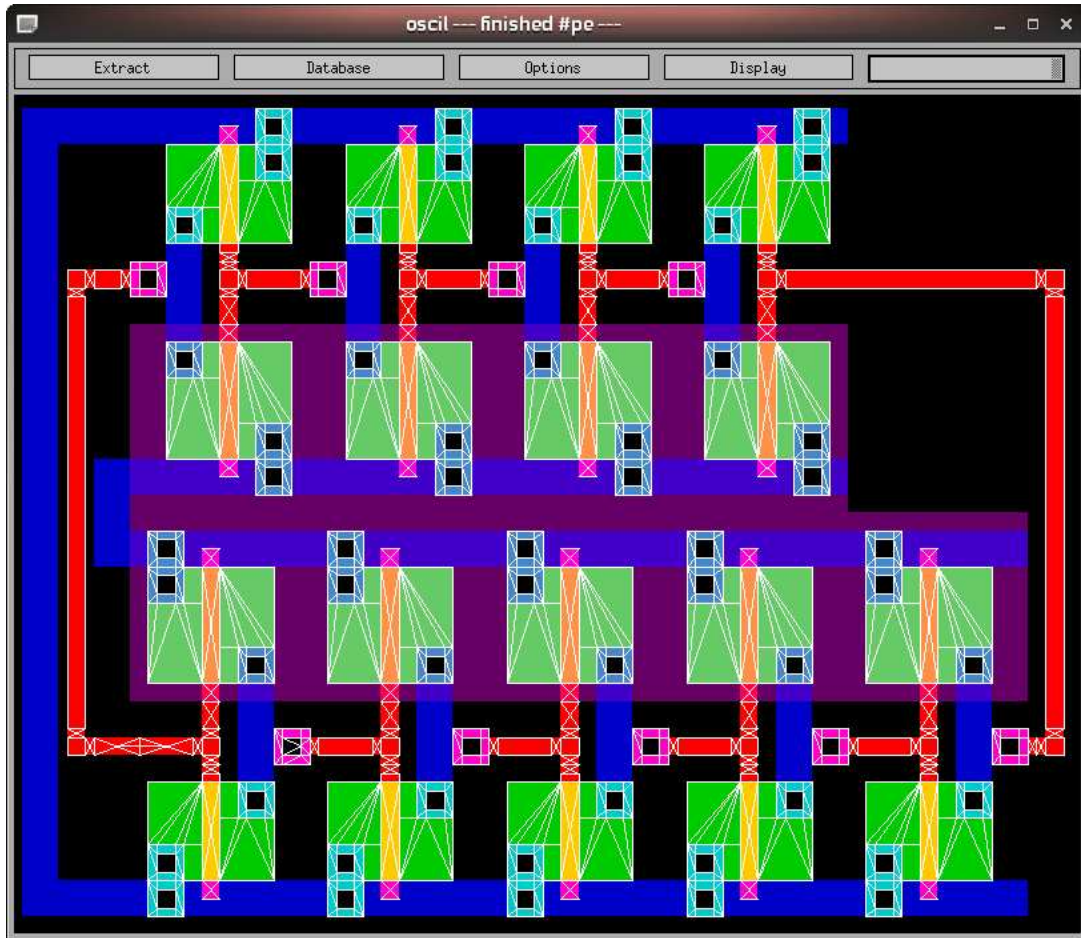 oscil --- finished #pe ---
Extract
Database
Options
Display